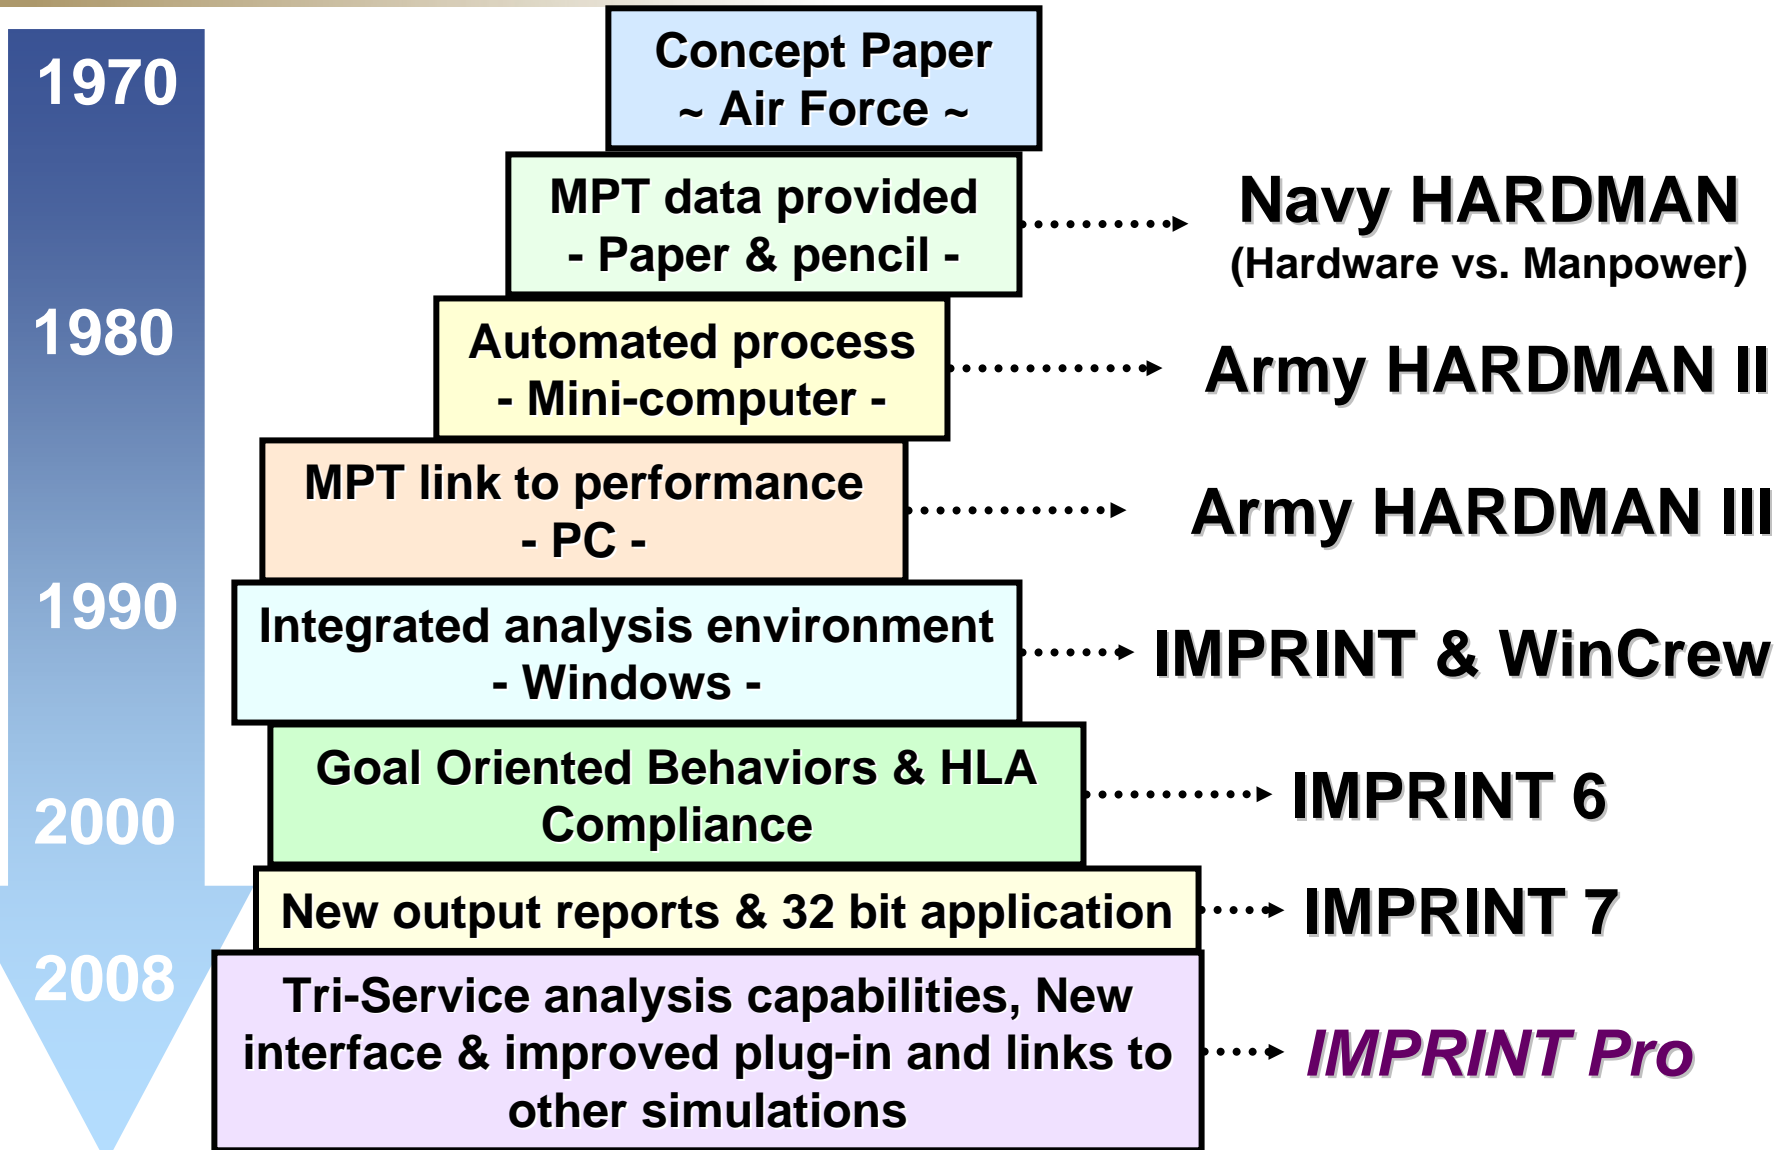 1970
Concept Paper
~ Air Force ~
MPT data provided
- Paper & pencil -
Navy HARDMAN
(Hardware vs. Manpower)
1980
Automated process
- Mini-computer -
Army HARDMAN II
MPT link to performance
- PC -
Army HARDMAN III
1990
Integrated analysis environment
- Windows -
IMPRINT & WinCrew
2000
Goal Oriented Behaviors & HLA
Compliance
IMPRINT 6
New output reports & 32 bit application
IMPRINT 7
2008
Tri-Service analysis capabilities, New
interface & improved plug-in and links to
other simulations
IMPRINT Pro